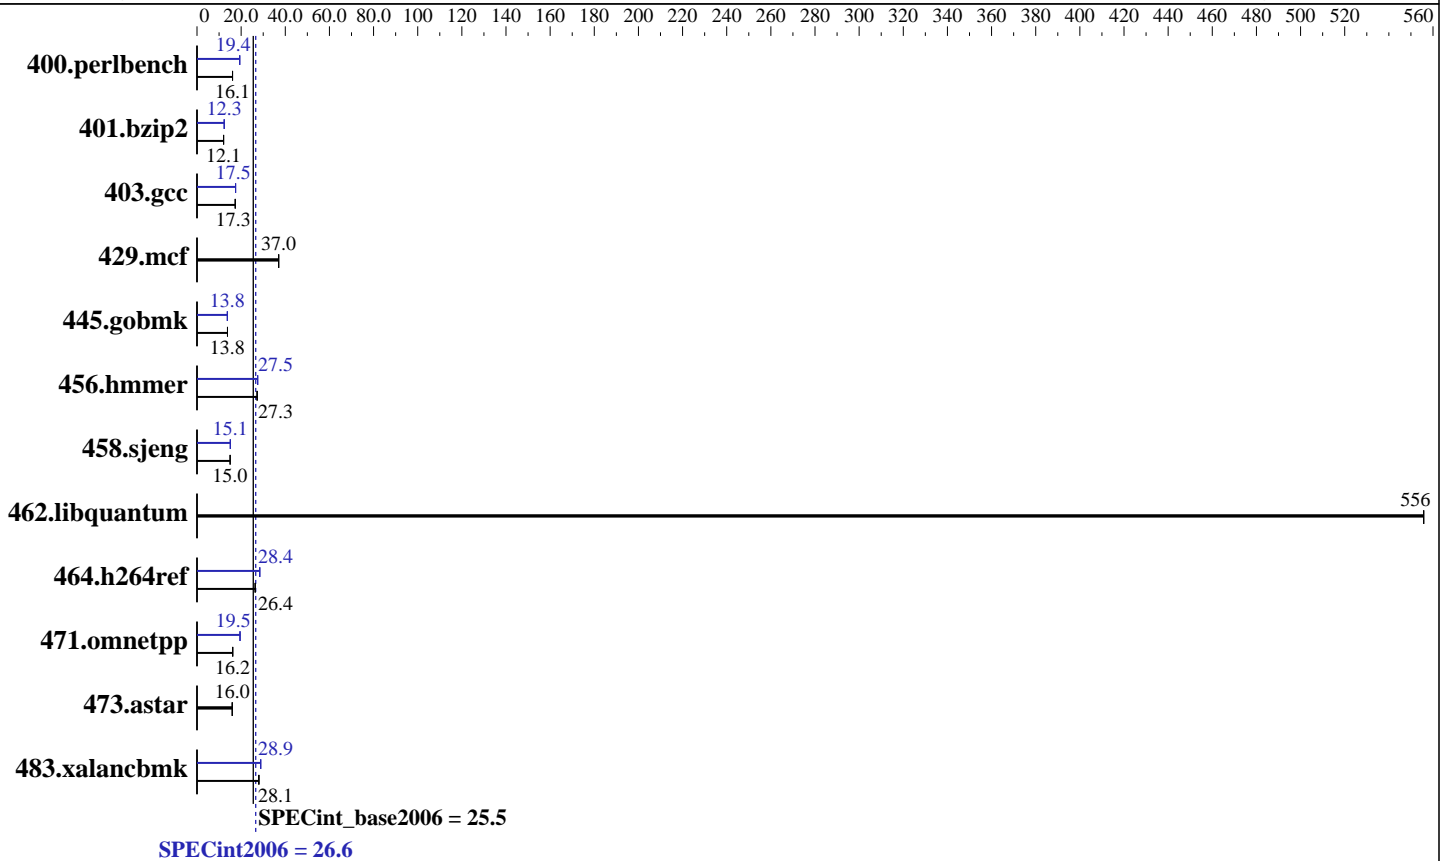 0 20.0 40.0 60.0 80.0 100 120 140 160 180 200 220 240 260 280 300 320 340 360 380 400 420 440 460 480 500 520 560
19.4
400.perlbench
16.1
12.3
401.bzip2
12.1
17.5
403.gcc
17.3
37.0
429.mcf
13.8
445.gobmk
13.8
27.5
456.hmmer
27.3
15.1
458.sjeng
15.0
556
462.libquantum
28.4
464.h264ref
26.4
19.5
471.omnetpp
16.2
16.0
473.astar
28.9
483.xalancbmk
28.1
SPECint_base2006 = 25.5
SPECint2006 = 26.6